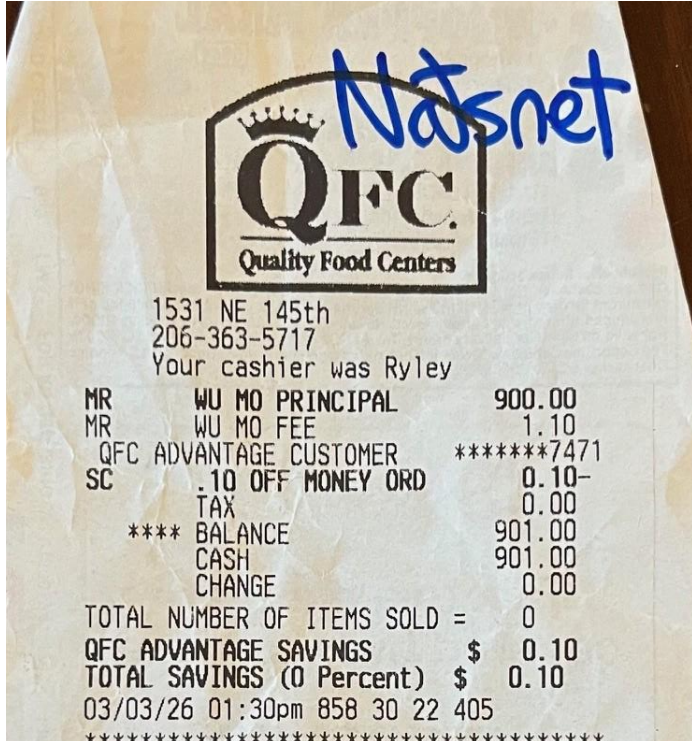 Natsnet
QFC.
Quality Food Centers
1531 NE 145th
206-363-5717
Your cashier was Ryley
MR WU MO PRINCIPAL 900.00
MR WU MO FEE 1.10
QFC ADVANTAGE CUSTOMER *******7471
SC .10 OFF MONEY ORD 0.10-
TAX 0.00
**** BALANCE 901.00
CASH 901.00
CHANGE 0.00
TOTAL NUMBER OF ITEMS SOLD = 0
QFC ADVANTAGE SAVINGS $ 0.10
TOTAL SAVINGS (0 Percent) $ 0.10
03/03/26 01:30pm 858 30 22 405
****************************************